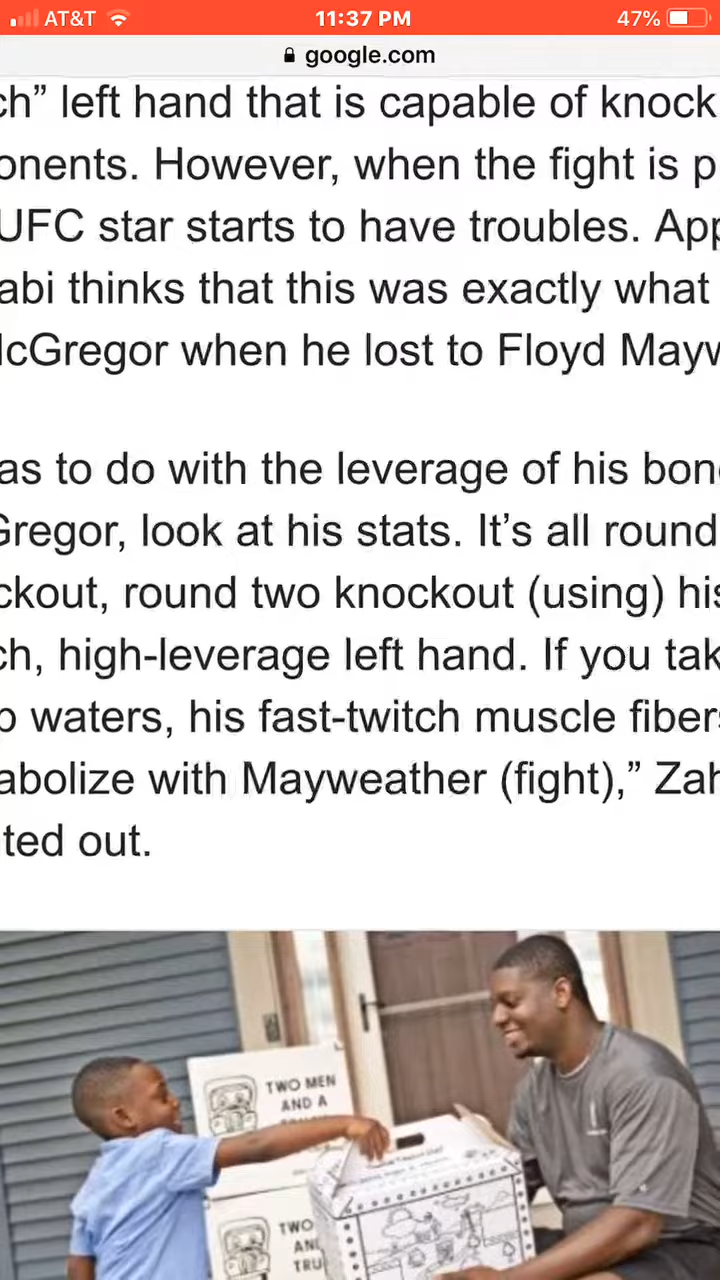 AT&T 11:37 PM 47%
google.com
ch” left hand that is capable of knock
onents. However, when the fight is p
UFC star starts to have troubles. App
abi thinks that this was exactly what
cGregor when he lost to Floyd Mayw
as to do with the leverage of his bon
Gregor, look at his stats. It’s all round
ckout, round two knockout (using) his
ch, high-leverage left hand. If you tak
p waters, his fast-twitch muscle fibers
abolize with Mayweather (fight),” Zah
ted out.
TWO MEN
AND A
TWO
AN
TRU